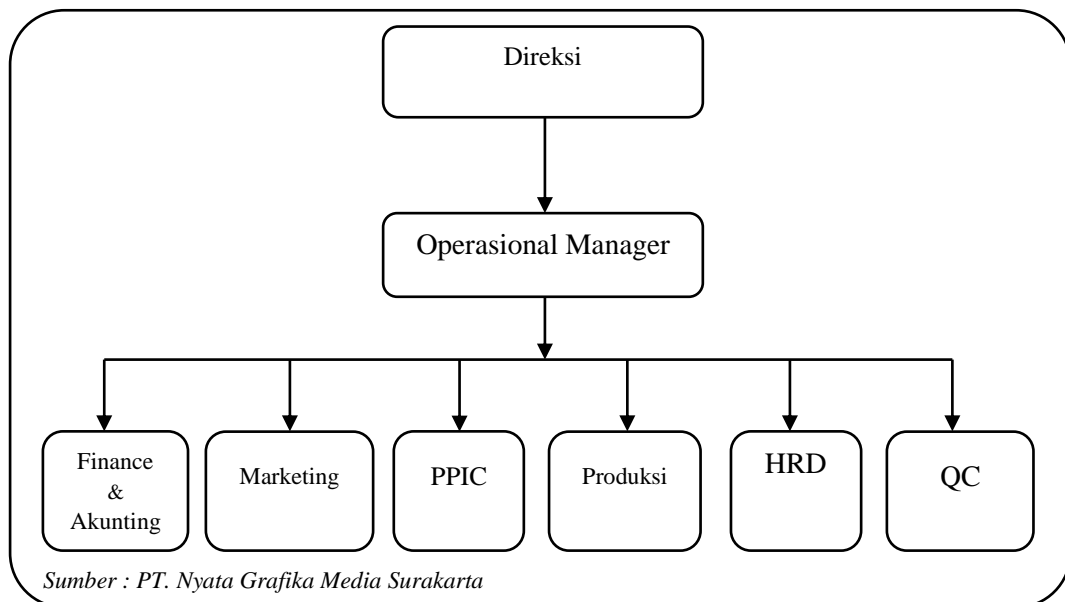 Direksi
Operasional Manager
Finance
&
Akunting
Marketing
PPIC
Produksi
HRD
QC
Sumber : PT. Nyata Grafika Media Surakarta